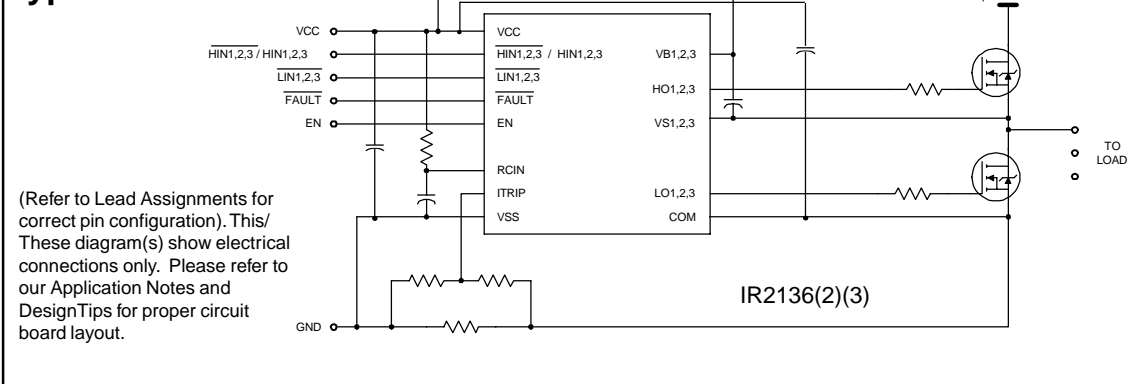 VCC
HIN1,2,3 / HIN1,2,3
LIN1,2,3
FAULT
EN
GND
VCC
HIN1,2,3 / HIN1,2,3
LIN1,2,3
FAULT
EN
RCIN
ITRIP
VSS
VB1,2,3
HO1,2,3
VS1,2,3
LO1,2,3
COM
TO
LOAD
(Refer to Lead Assignments for
correct pin configuration). This/
These diagram(s) show electrical
connections only. Please refer to
our Application Notes and
DesignTips for proper circuit
board layout.
IR2136(2)(3)